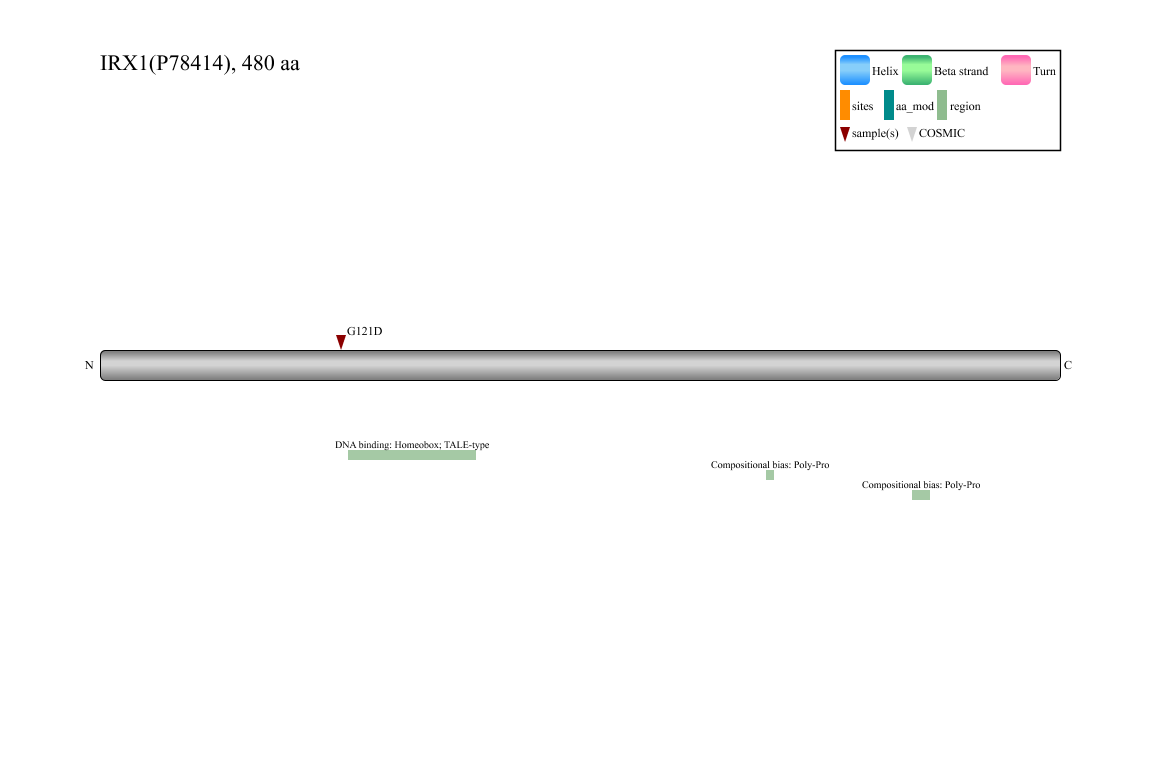 IRX1(P78414), 480 aa
Helix
Beta strand
Turn
sites
aa_mod
region
sample(s)
COSMIC
G121D
N
C
DNA binding: Homeobox; TALE-type
Compositional bias: Poly-Pro
Compositional bias: Poly-Pro